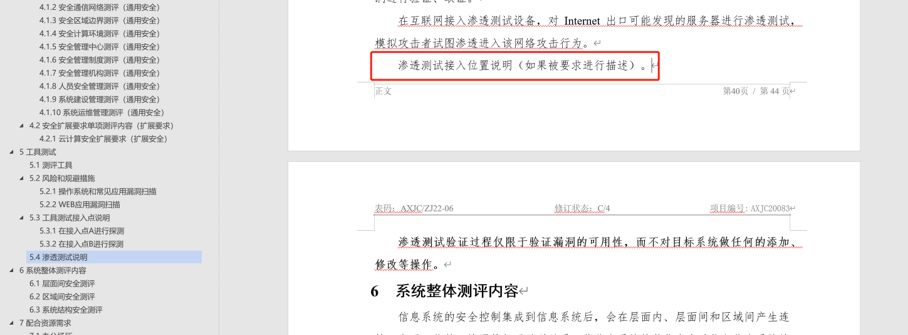 4.1.2 安全通信网络测评（通用安全）
4.1.3 安全区域边界测评（通用安全）
4.1.4 安全计算环境测评（通用安全）
4.1.5 安全管理中心测评（通用安全）
4.1.6 安全管理制度测评（通用安全）
4.1.7 安全管理机构测评（通用安全）
4.1.8 人员安全管理测评（通用安全）
4.1.9 系统建设管理测评（通用安全）
4.1.10 系统运维管理测评（通用安全）
4.2 安全扩展要求单项测评内容（扩展要求）
4.2.1 云计算安全扩展要求（扩展安全）
5 工具测试
5.1 测评工具
5.2 风险和规避措施
5.2.1 操作系统和常见应用漏洞扫描
5.2.2 WEB应用漏洞扫描
5.3 工具测试接入点说明
5.3.1 在接入点A进行探测
5.3.2 在接入点B进行探测
5.4 渗透测试说明
6 系统整体测评内容
6.1 层面间安全测评
6.2 区域间安全测评
6.3 系统结构安全测评
7 配合资源需求
在互联网接入渗透测试设备，对 Internet 出口可能发现的服务器进行渗透测试，
模拟攻击者试图渗透进入该网络攻击行为。
渗透测试接入位置说明（如果被要求进行描述）。
正文 第40页 / 第 44 页
表码：AXJC/ZJ22-06 修订状态：C/4 项目编号：AXJC20083
渗透测试验证过程仅限于验证漏洞的可用性，而不对目标系统做任何的添加、
修改等操作。
6 系统整体测评内容
信息系统的安全控制集成到信息系统后，会在层面内、层面间和区域间产生连